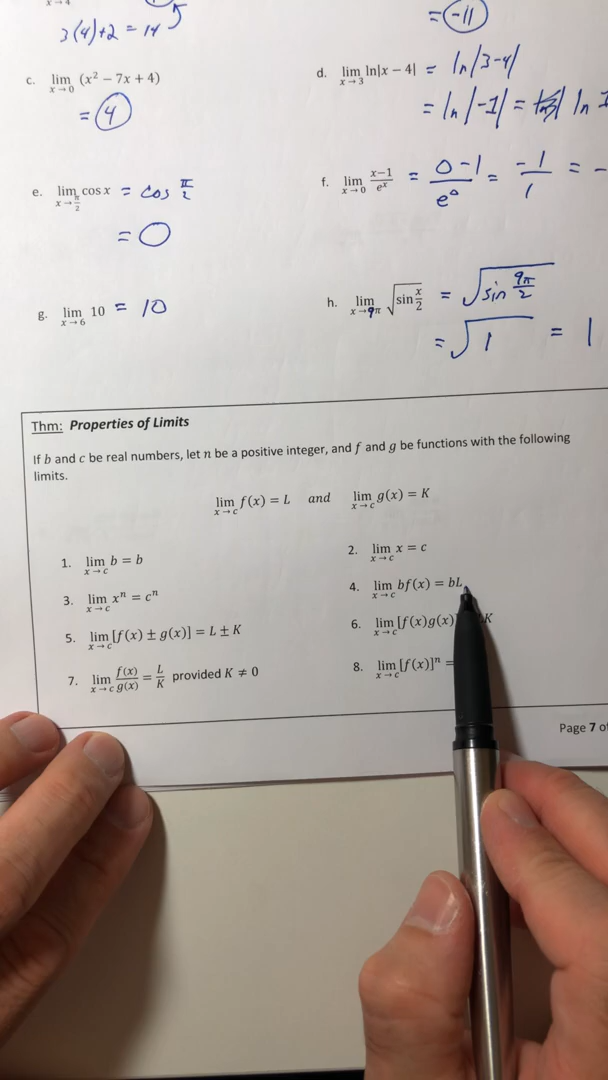 x→4
3(4)+2 = 14
= -11
c. lim x→0 (x² − 7x + 4)
= 4
d. lim x→3 ln|x − 4| = ln|3-4|
= ln|-1| = ln
e. lim x→π/2 cos x = cos π/2
= 0
f. lim x→0 (x−1)/eˣ = (0-1)/e⁰ = -1/1 = -
g. lim x→6 10 = 10
h. lim x→9π √(sin x/2) = √(sin 9π/2)
= √1 = 1
Thm: Properties of Limits
If b and c be real numbers, let n be a positive integer, and f and g be functions with the following
limits.
lim x→c f(x) = L and lim x→c g(x) = K
1. lim x→c b = b
2. lim x→c x = c
3. lim x→c xⁿ = cⁿ
4. lim x→c bf(x) = bL
5. lim x→c [f(x) ± g(x)] = L ± K
6. lim x→c [f(x)g(x) K
7. lim x→c f(x)/g(x) = L/K provided K ≠ 0
8. lim x→c [f(x)]ⁿ =
Page 7 of